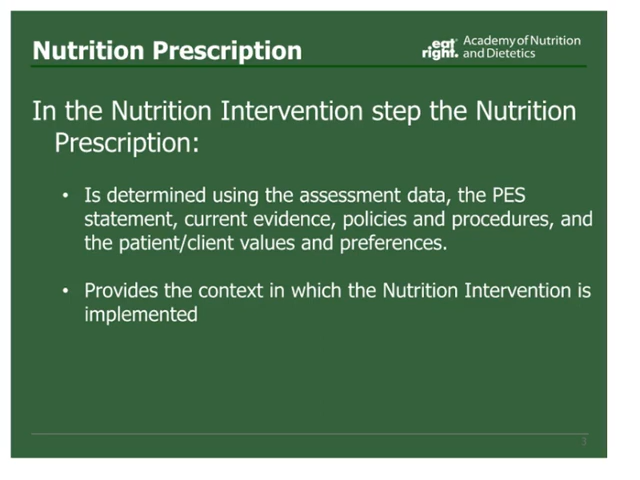 Nutrition Prescription
eat right. Academy of Nutrition and Dietetics
In the Nutrition Intervention step the Nutrition
Prescription:
• Is determined using the assessment data, the PES
statement, current evidence, policies and procedures, and
the patient/client values and preferences.
• Provides the context in which the Nutrition Intervention is
implemented
3